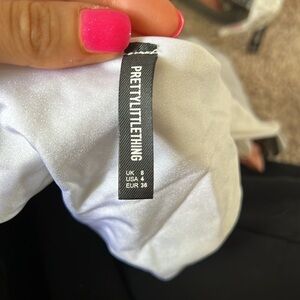 PRETTYLITTLETHING
UK 8
USA 4
EUR 36